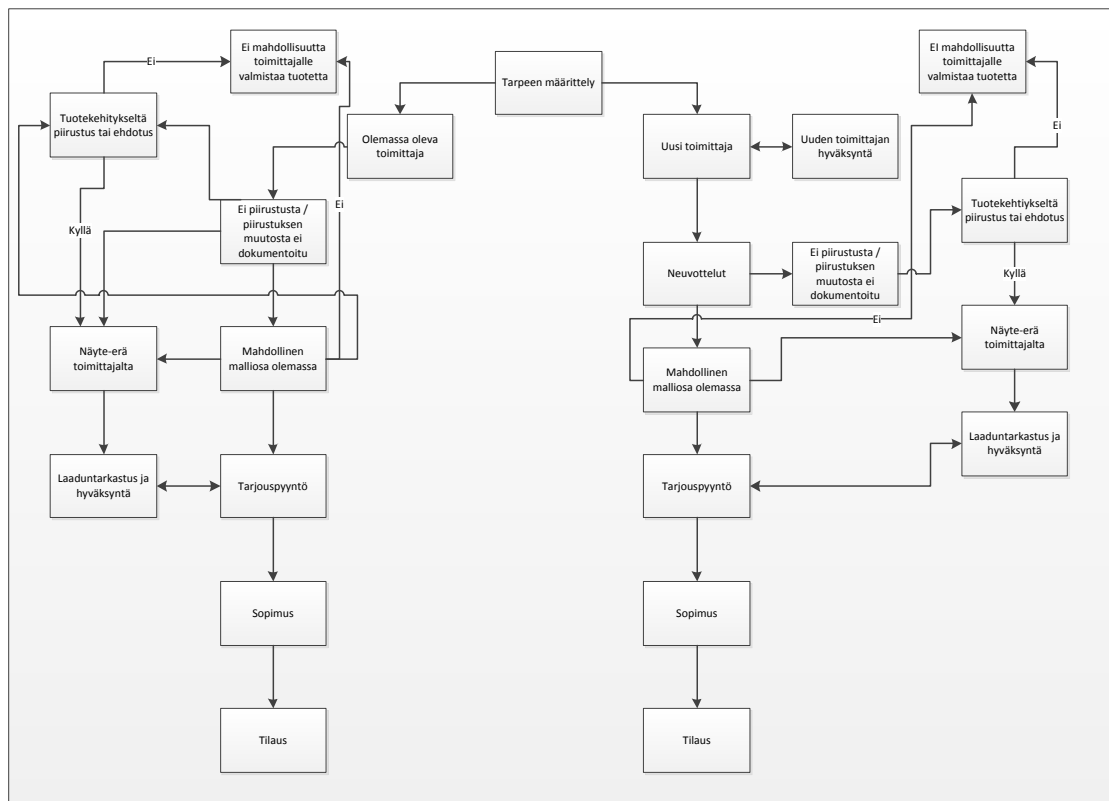 Ei mahdollisuutta
toimittajalle
valmistaa tuotetta
EI mahdollisuutta
toimittajalle
valmistaa tuotetta
Ei
Tarpeen määrittely
Tuotekehitykseltä
piirustus tai ehdotus
Olemassa oleva
toimittaja
Uusi toimittaja
Uuden toimittajan
hyväksyntä
Ei
Tuotekehtiykseltä
piirustus tai ehdotus
Ei
Kyllä
Ei piirustusta /
piirustuksen
muutosta ei
dokumentoitu
Neuvottelut
Ei piirustusta /
piirustuksen
muutosta ei
dokumentoitu
Kyllä
Ei
Näyte-erä
toimittajalta
Mahdollinen
malliosa olemassa
Mahdollinen
malliosa olemassa
Näyte-erä
toimittajalta
Laaduntarkastus ja
hyväksyntä
Tarjouspyyntö
Tarjouspyyntö
Laaduntarkastus ja
hyväksyntä
Sopimus
Sopimus
Tilaus
Tilaus